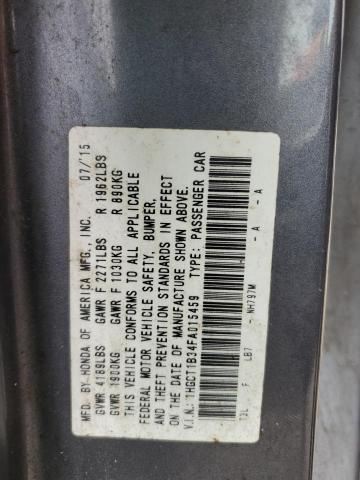 MFD. BY HONDA OF AMERICA MFG., INC. 07/15
GVWR 4189LBS GAWR F 2271LBS R 1962LBS
GVWR 1900KG GAWR F 1030KG R 890KG
THIS VEHICLE CONFORMS TO ALL APPLICABLE
FEDERAL MOTOR VEHICLE SAFETY, BUMPER,
AND THEFT PREVENTION STANDARDS IN EFFECT
ON THE DATE OF MANUFACTURE SHOWN ABOVE.
V.I.N.: 1HGCT1B34FA015459 TYPE: PASSENGER CAR
T3L F LB7 - NH797M - A - A